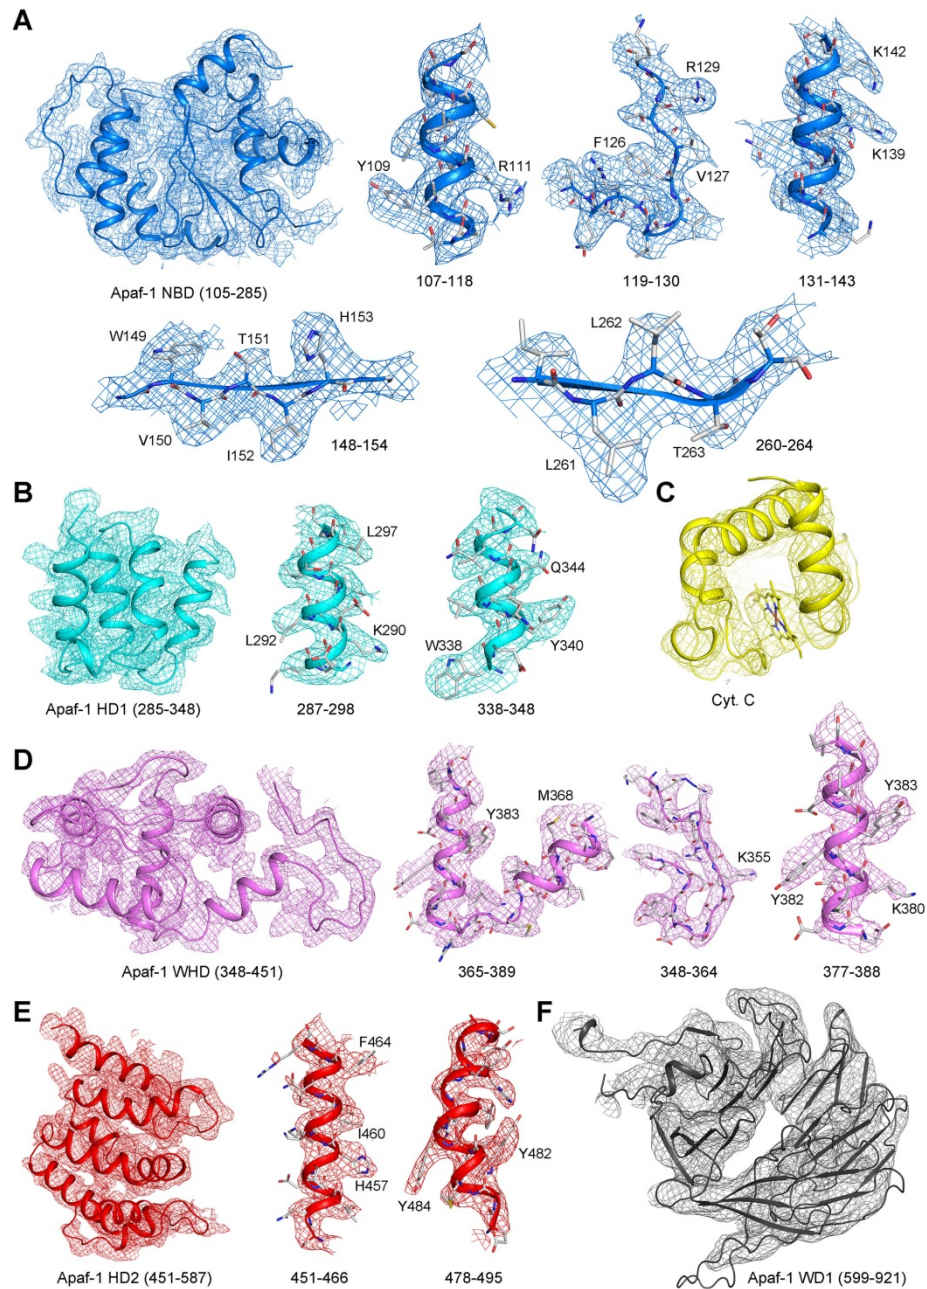 A
Y109
R111
R129
F126
V127
K142
K139
Apaf-1 NBD (105-285)
107-118
119-130
131-143
W149
T151
H153
V150
I152
148-154
L262
L261
T263
260-264
B
L297
L292
K290
Q344
W338
Y340
Apaf-1 HD1 (285-348)
287-298
338-348
C
Cyt. C
D
Y383
M368
K355
Y383
Y382
K380
Apaf-1 WHD (348-451)
365-389
348-364
377-388
E
F464
I460
H457
Y482
Y484
Apaf-1 HD2 (451-587)
451-466
478-495
F
Apaf-1 WD1 (599-921)